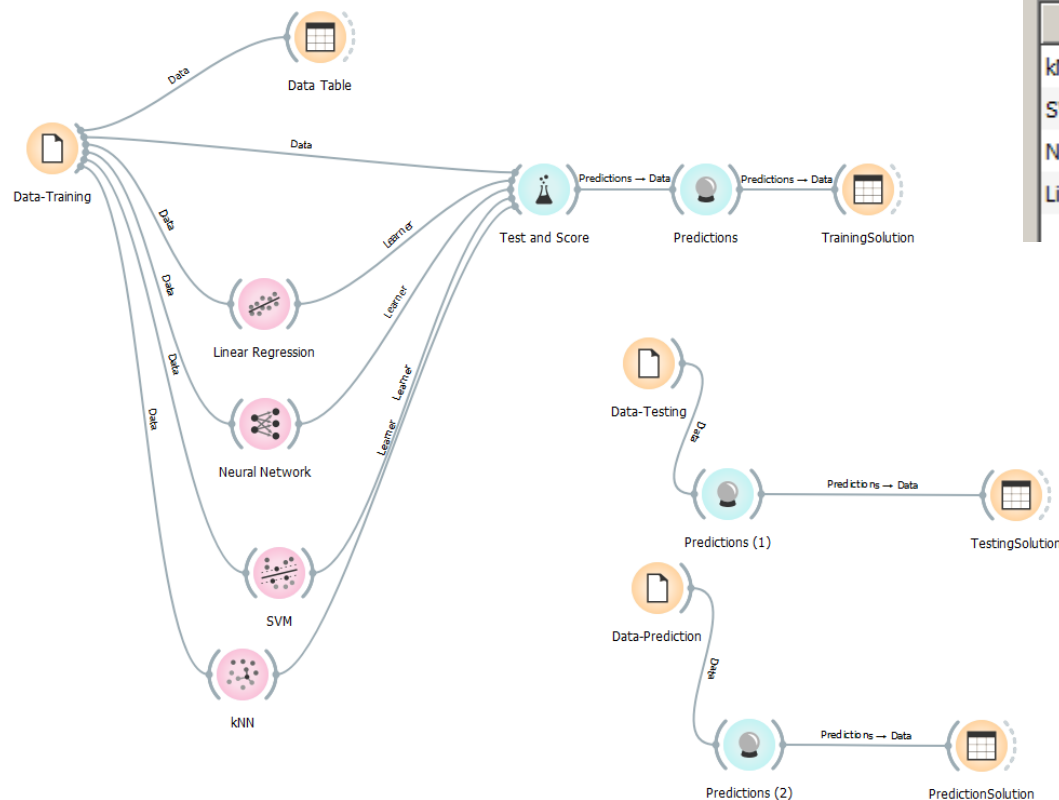 Data Table
Data
Data
Data-Training
Predictions → Data
Predictions → Data
Test and Score
Predictions
TrainingSolution
Data
Learner
Linear Regression
Data
Learner
Neural Network
Data
Learner
SVM
Data
Learner
kNN
Data-Testing
Data
Predictions → Data
Predictions (1)
TestingSolution
Data-Prediction
Data
Predictions → Data
Predictions (2)
PredictionSolution